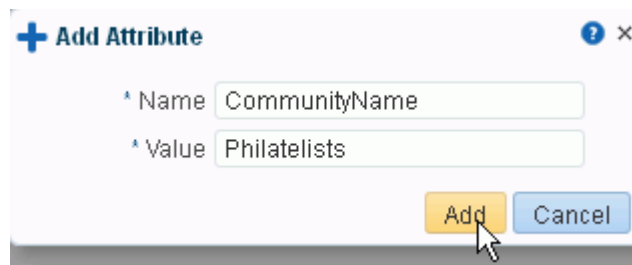 Add Attribute
* Name CommunityName
* Value Philatelists
Add Cancel